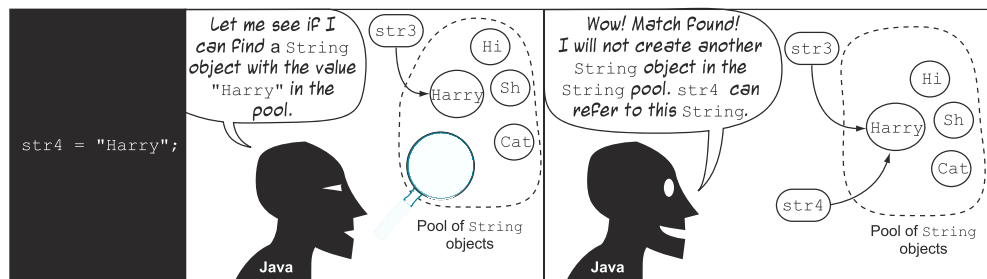 str4 = "Harry";
Let me see if I
can find a String
object with the value
"Harry" in the
pool.
str3
Hi
Harry
Sh
Cat
Pool of String
objects
Java
Wow! Match found!
I will not create another
String object in the
String pool. str4 can
refer to this String.
str3
Hi
Harry
Sh
Cat
str4
Pool of String
objects
Java